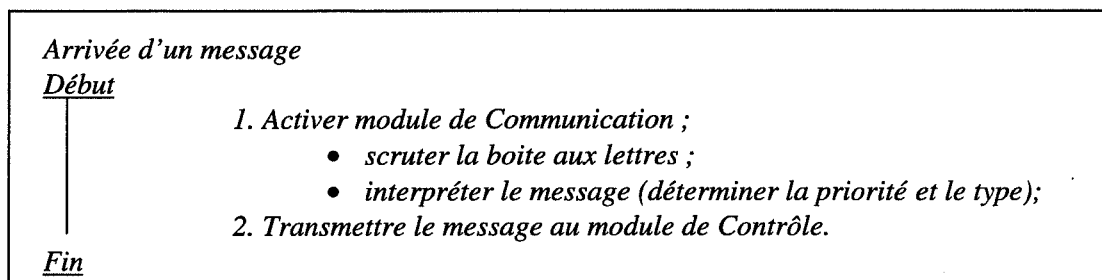 Arrivée d'un message
Début
1. Activer module de Communication ;
• scruter la boite aux lettres ;
• interpréter le message (déterminer la priorité et le type);
2. Transmettre le message au module de Contrôle.
Fin